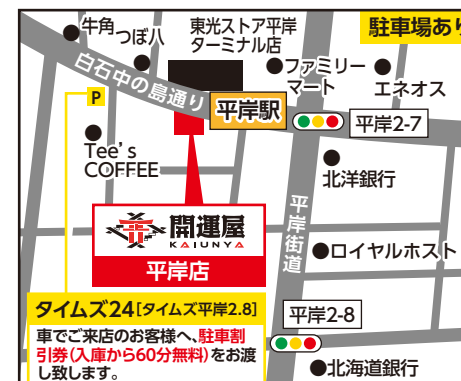 牛角
つぼ八
東光ストア平岸
ターミナル店
駐車場あり
白石中の島通り
ファミリー
マート
エネオス
P
平岸駅
平岸2-7
Tee's
COFFEE
北洋銀行
平岸街道
開運屋
KAIUNYA
平岸店
ロイヤルホスト
タイムズ24[タイムズ平岸2.8]
車でご来店のお客様へ、駐車割
引券(入庫から60分無料)をお渡
し致します。
平岸2-8
北海道銀行